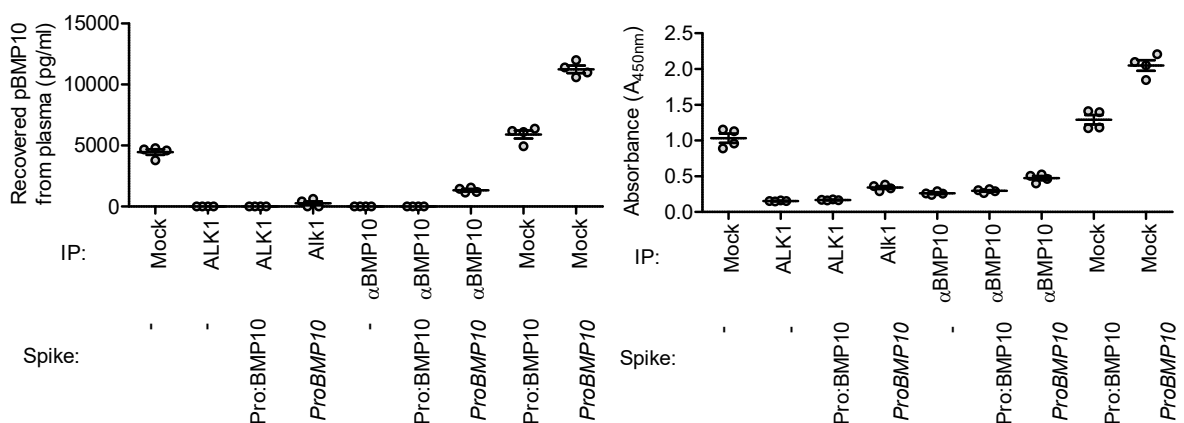 Recovered pBMP10
from plasma (pg/ml)
15000
10000
5000
0
IP:
Mock
ALK1
ALK1
Alk1
αBMP10
αBMP10
αBMP10
Mock
Mock
Spike:
-
-
Pro:BMP10
ProBMP10
-
Pro:BMP10
ProBMP10
Pro:BMP10
ProBMP10
Absorbance (A450nm)
2.5
2.0
1.5
1.0
0.5
0.0
IP:
Mock
ALK1
ALK1
Alk1
αBMP10
αBMP10
αBMP10
Mock
Mock
Spike:
-
-
Pro:BMP10
ProBMP10
-
Pro:BMP10
ProBMP10
Pro:BMP10
ProBMP10